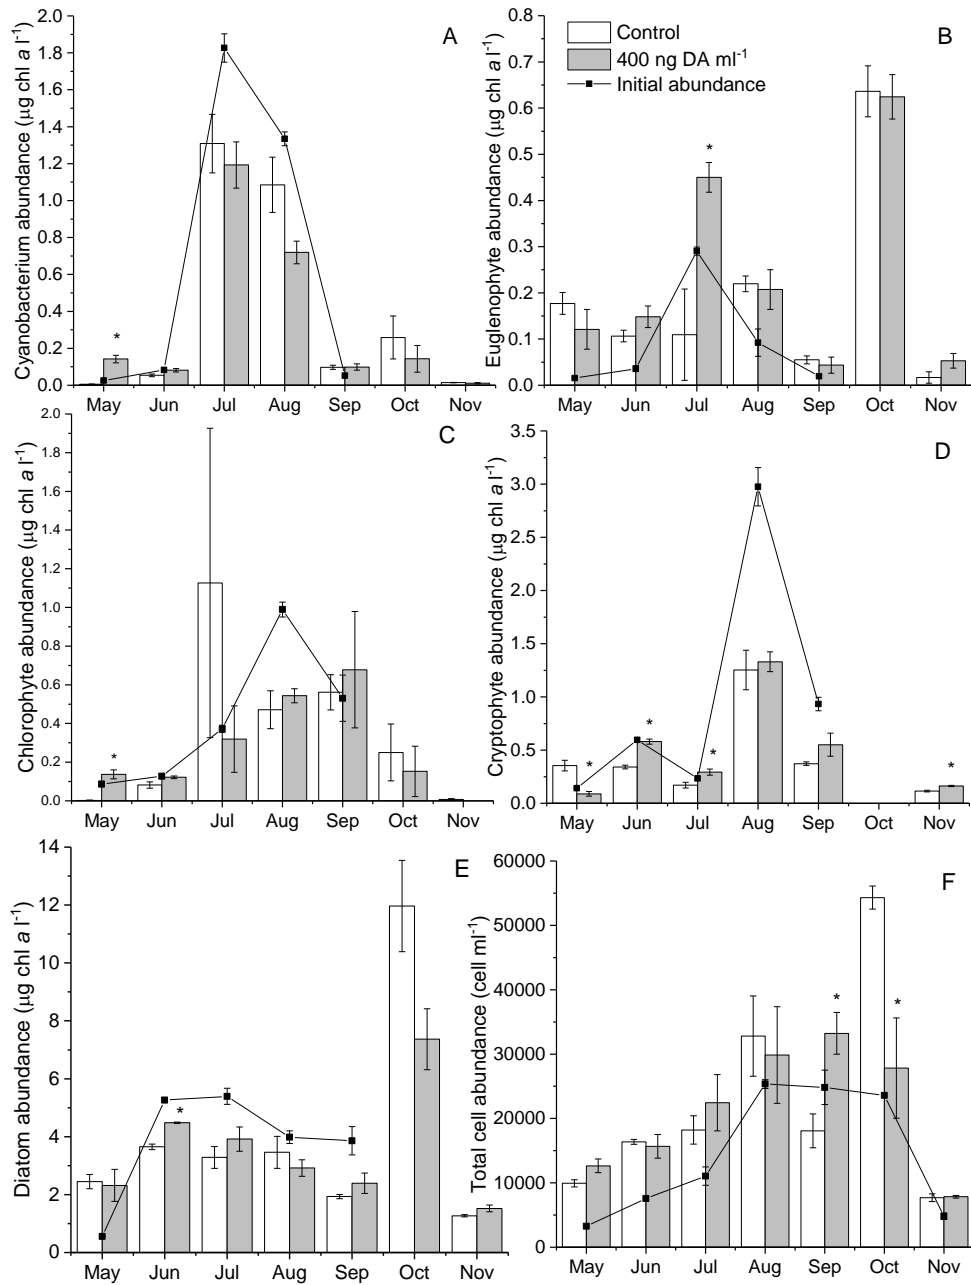 A
Cyanobacterium abundance (μg chl a l-1)
2.0
1.8
1.6
1.4
1.2
1.0
0.8
0.6
0.4
0.2
0.0
*
May Jun Jul Aug Sep Oct Nov
B
Control
400 ng DA ml-1
Initial abundance
Euglenophyte abundance (μg chl a l-1)
0.8
0.7
0.6
0.5
0.4
0.3
0.2
0.1
0.0
*
May Jun Jul Aug Sep Oct Nov
C
Chlorophyte abundance (μg chl a l-1)
2.0
1.8
1.6
1.4
1.2
1.0
0.8
0.6
0.4
0.2
0.0
*
May Jun Jul Aug Sep Oct Nov
D
Cryptophyte abundance (μg chl a l-1)
3.5
3.0
2.5
2.0
1.5
1.0
0.5
0.0
* * * *
May Jun Jul Aug Sep Oct Nov
E
Diatom abundance (μg chl a l-1)
14
12
10
8
6
4
2
0
*
May Jun Jul Aug Sep Oct Nov
F
Total cell abundance (cell ml-1)
60000
50000
40000
30000
20000
10000
0
* *
May Jun Jul Aug Sep Oct Nov